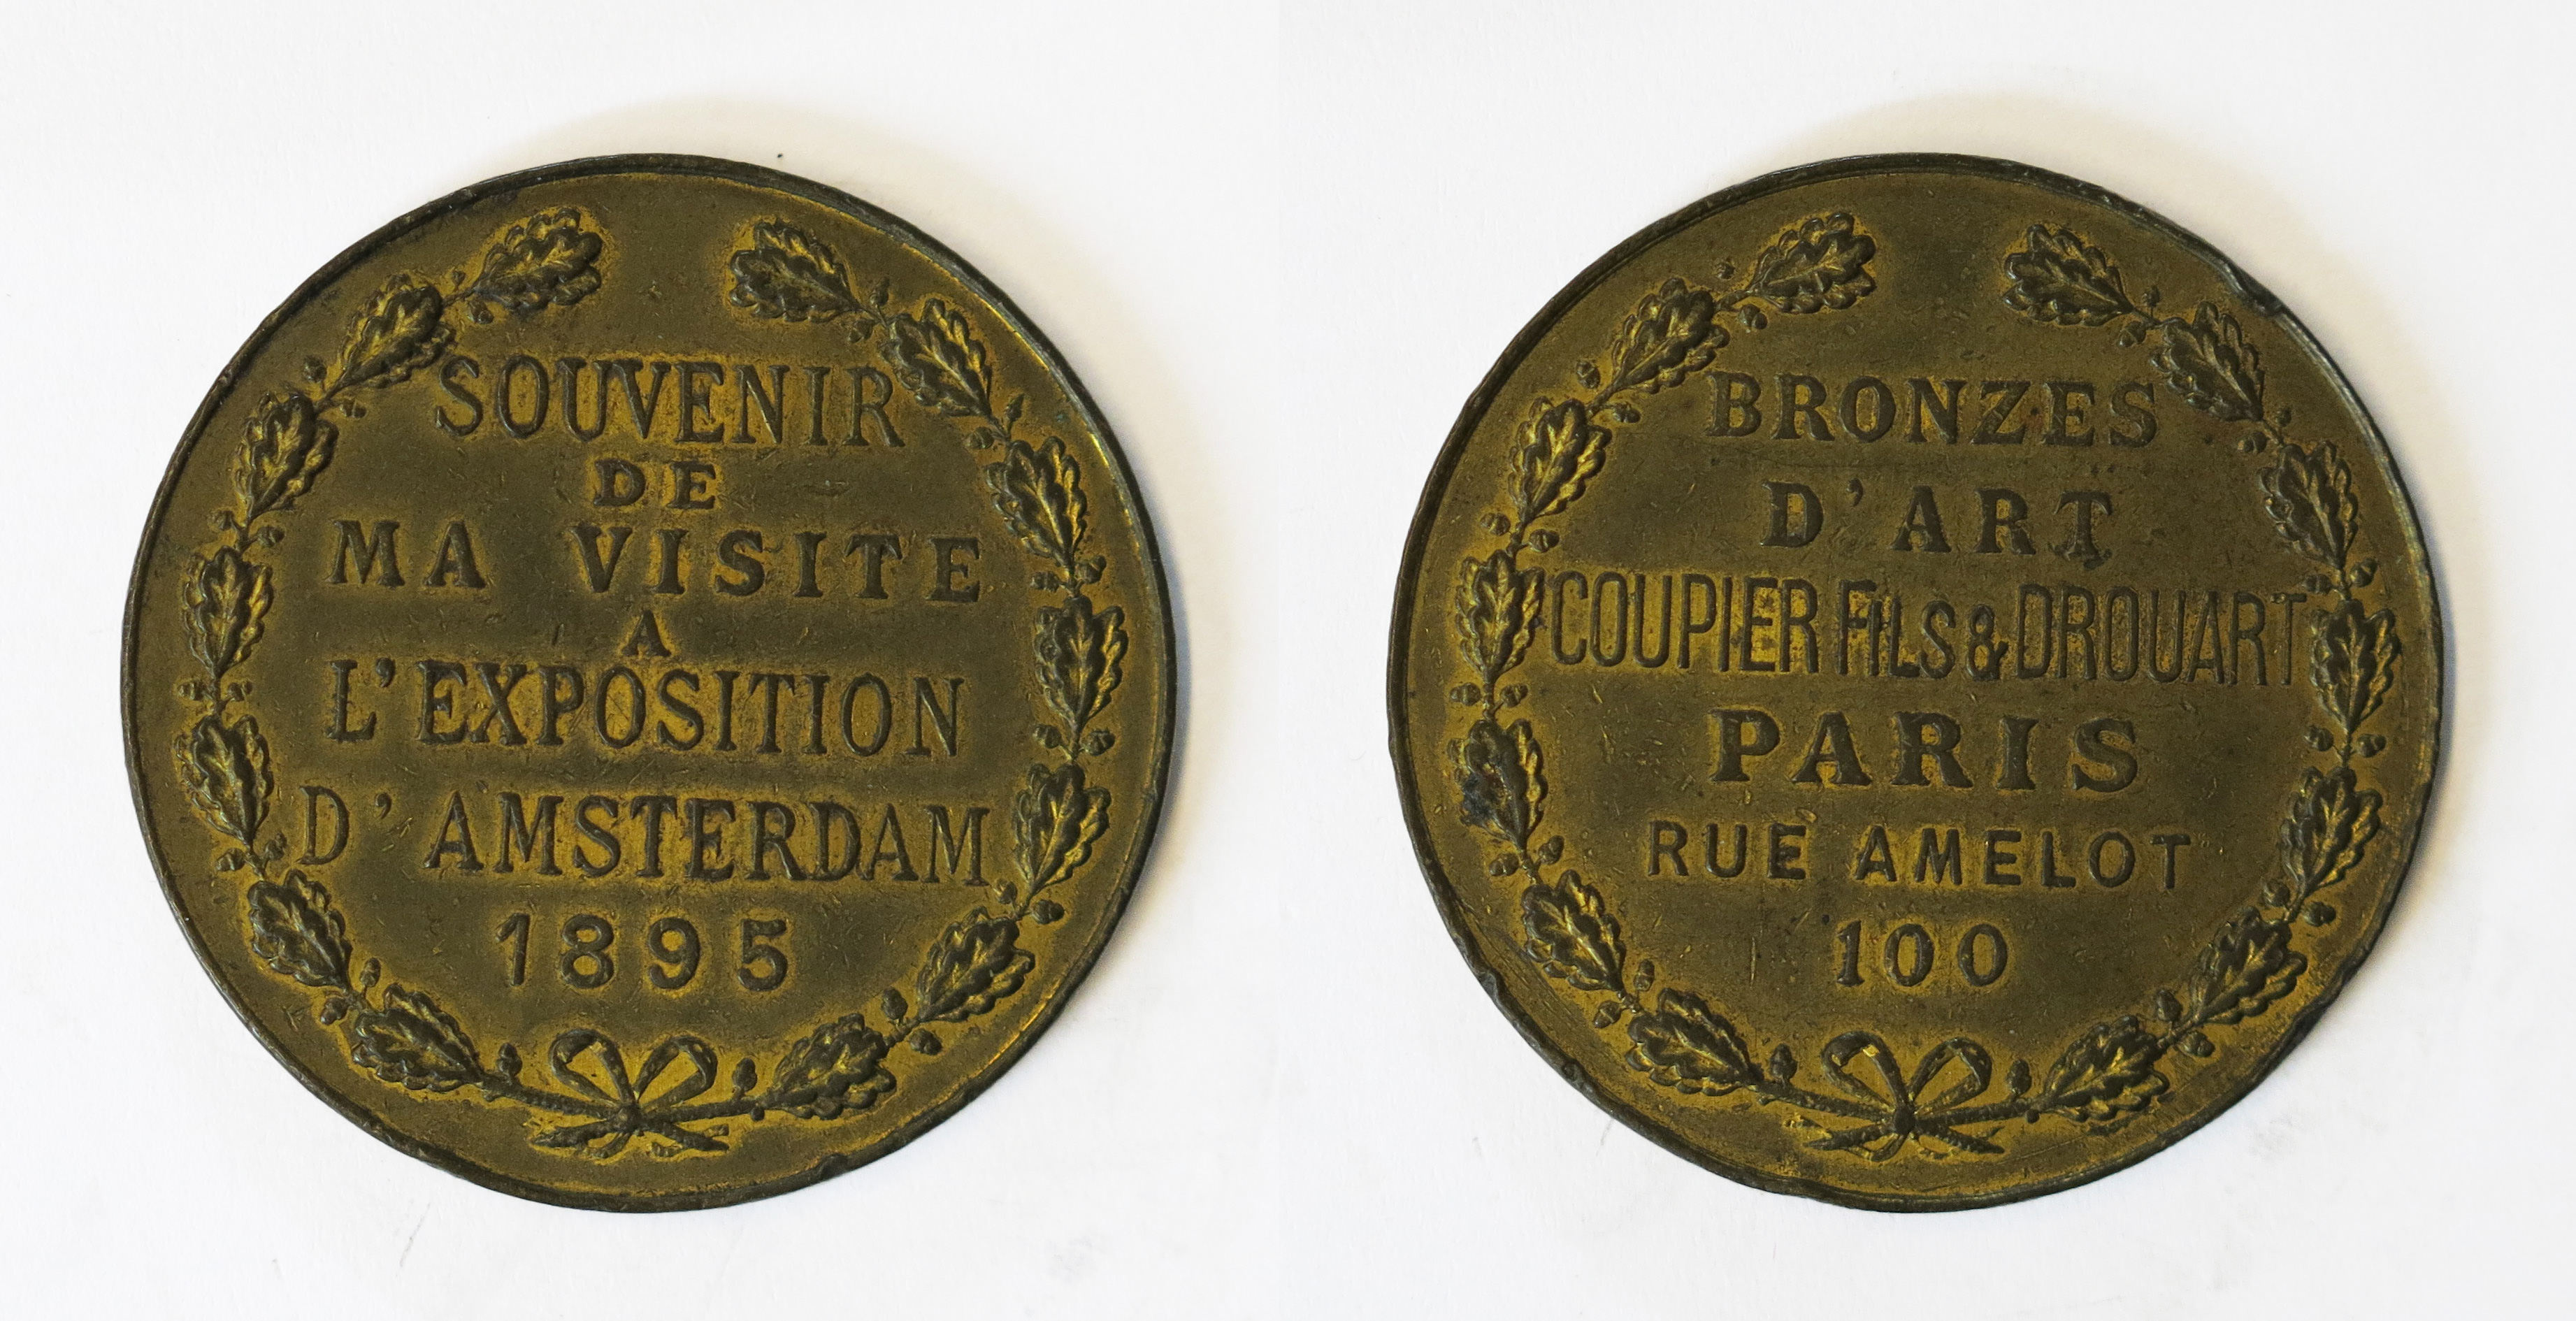 SOUVENIR
DE
MA VISITE
A
L'EXPOSITION
D'AMSTERDAM
1895
BRONZES
D'ART
COUPIER FILS & DROUART
PARIS
RUE AMELOT
100